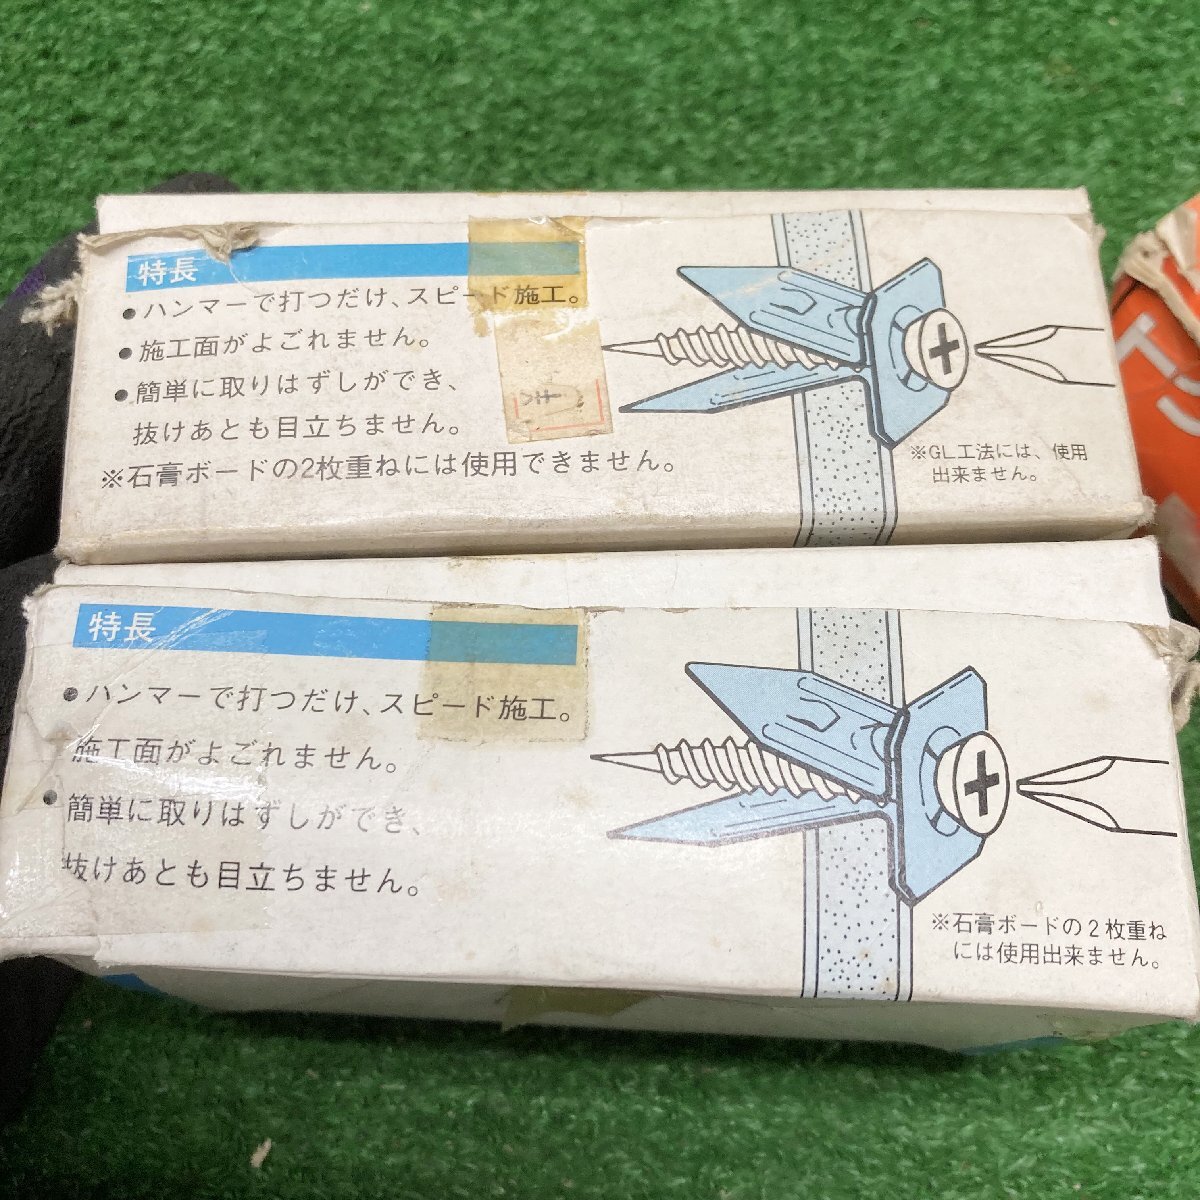 特長
●ハンマーで打つだけ、スピード施工。
●施工面がよごれません。
●簡単に取りはずしができ、
抜けあとも目立ちません。
※石膏ボードの2枚重ねには使用できません。
※GL工法には、使用
出来ません。
特長
●ハンマーで打つだけ、スピード施工。
施工面がよごれません。
●簡単に取りはずしができ、
抜けあとも目立ちません。
※石膏ボードの2枚重ね
には使用出来ません。